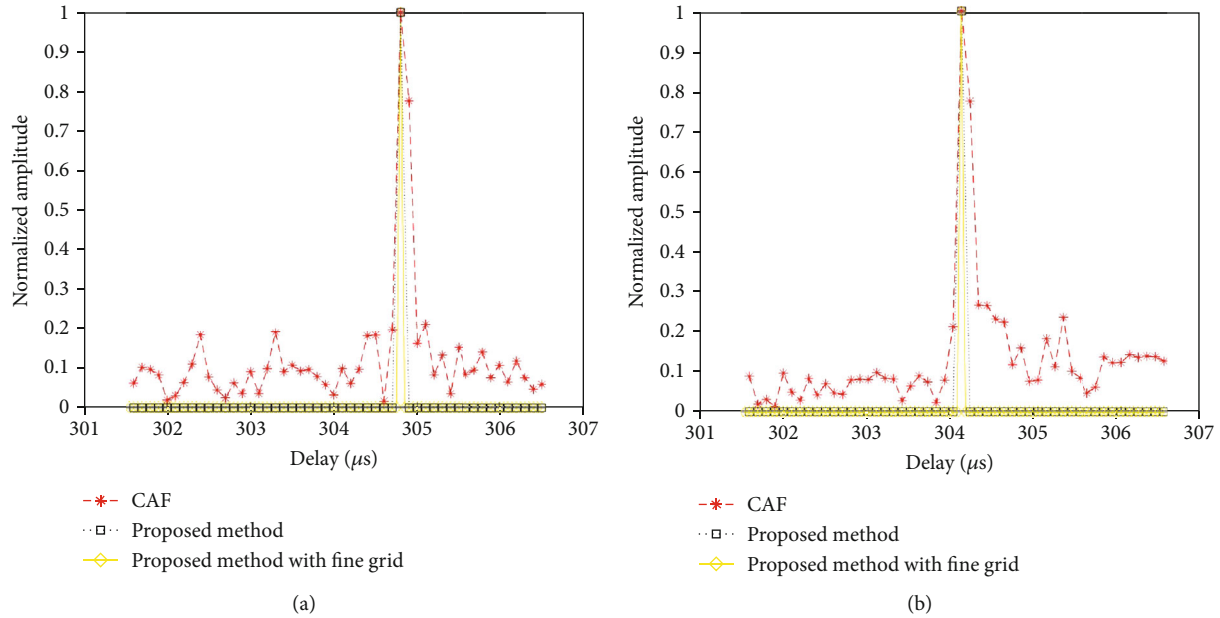 1
0.9
0.8
0.7
0.6
0.5
0.4
0.3
0.2
0.1
0
Normalized amplitude
301 302 303 304 305 306 307
Delay (μs)
CAF
Proposed method
Proposed method with fine grid
(a)
1
0.9
0.8
0.7
0.6
0.5
0.4
0.3
0.2
0.1
0
Normalized amplitude
301 302 303 304 305 306 307
Delay (μs)
CAF
Proposed method
Proposed method with fine grid
(b)